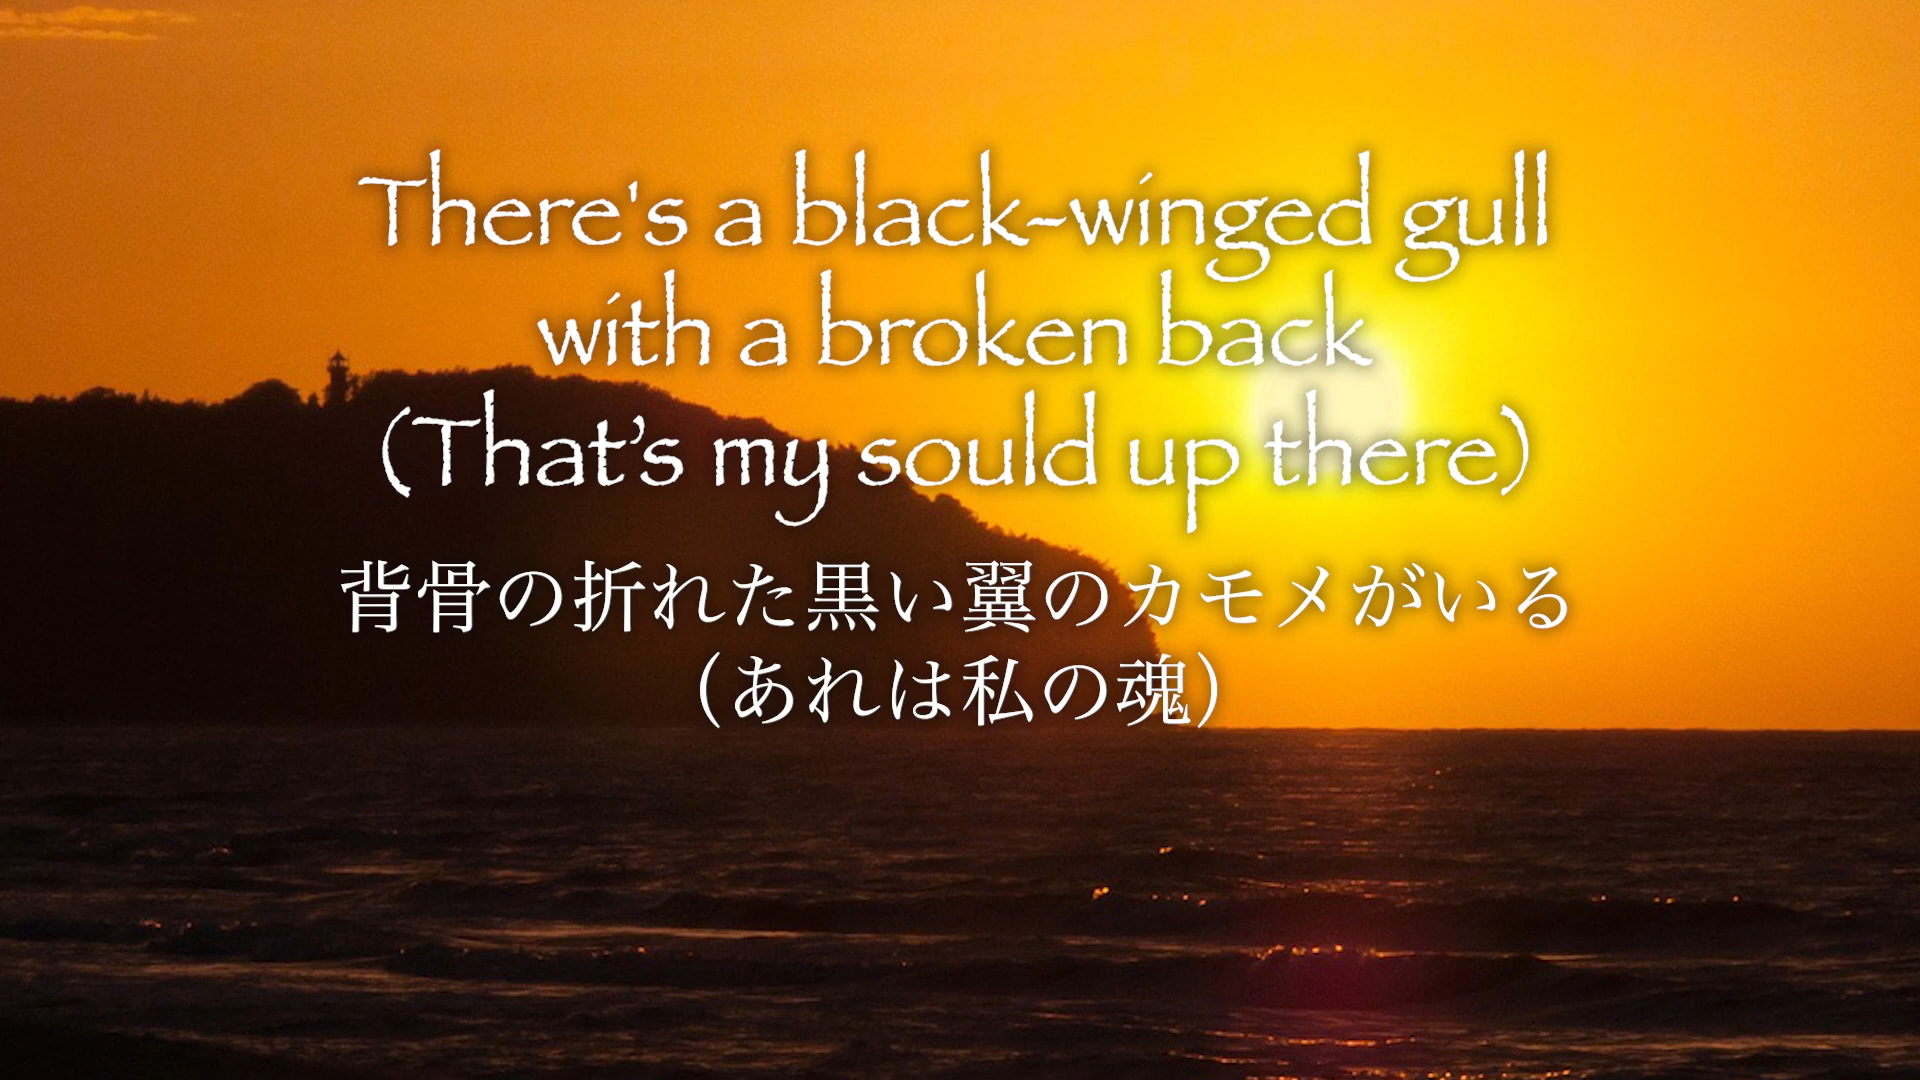 There's a black-winged gull
with a broken back
(That’s my sould up there)
背骨の折れた黒い翼のカモメがいる
（あれは私の魂）